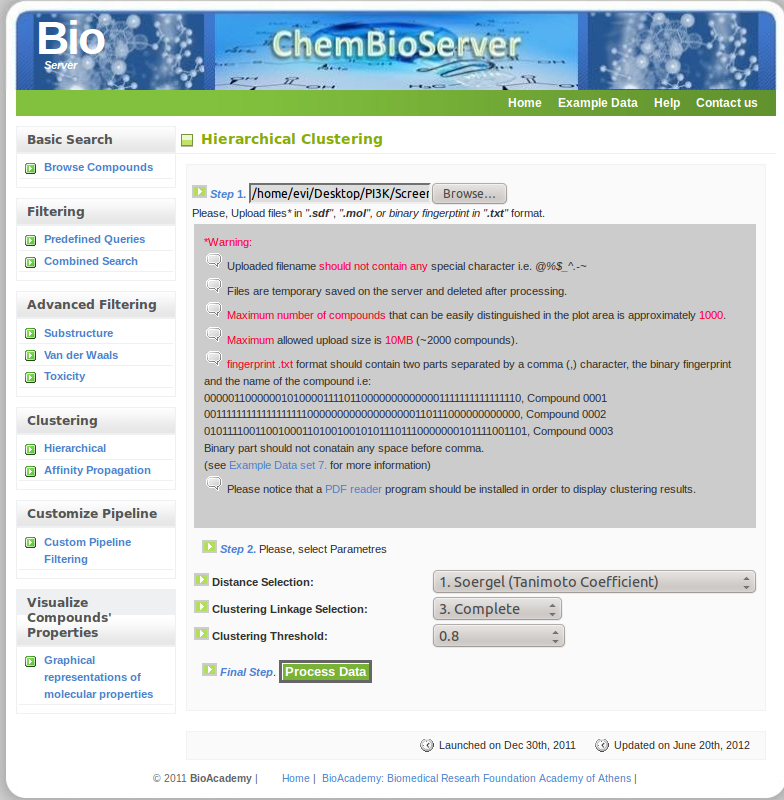 Bio
Server
ChemBioServer
Home Example Data Help Contact us
Basic Search
Browse Compounds
Filtering
Predefined Queries
Combined Search
Advanced Filtering
Substructure
Van der Waals
Toxicity
Clustering
Hierarchical
Affinity Propagation
Customize Pipeline
Custom Pipeline
Filtering
Visualize
Compounds'
Properties
Graphical
representations of
molecular properties
Hierarchical Clustering
Step 1. /home/evi/Desktop/PI3K/Screen Browse...
Please, Upload files* in ".sdf", ".mol", or binary fingerptint in ".txt" format.
*Warning:
Uploaded filename should not contain any special character i.e. @%$_^.-~
Files are temporary saved on the server and deleted after processing.
Maximum number of compounds that can be easily distinguished in the plot area is approximately 1000.
Maximum allowed upload size is 10MB (~2000 compounds).
fingerprint .txt format should contain two parts separated by a comma (,) character, the binary fingerprint
and the name of the compound i.e:
0000011000000101000011110110000000000000111111111111110, Compound 0001
0011111111111111111000000000000000000110111000000000000, Compound 0002
01011110011001000110100100101011101110000000101111001101, Compound 0003
Binary part should not conatain any space before comma.
(see Example Data set 7. for more information)
Please notice that a PDF reader program should be installed in order to display clustering results.
Step 2. Please, select Parametres
Distance Selection: 1. Soergel (Tanimoto Coefficient)
Clustering Linkage Selection: 3. Complete
Clustering Threshold: 0.8
Final Step. Process Data
Launched on Dec 30th, 2011 Updated on June 20th, 2012
© 2011 BioAcademy | Home | BioAcademy: Biomedical Researh Foundation Academy of Athens |